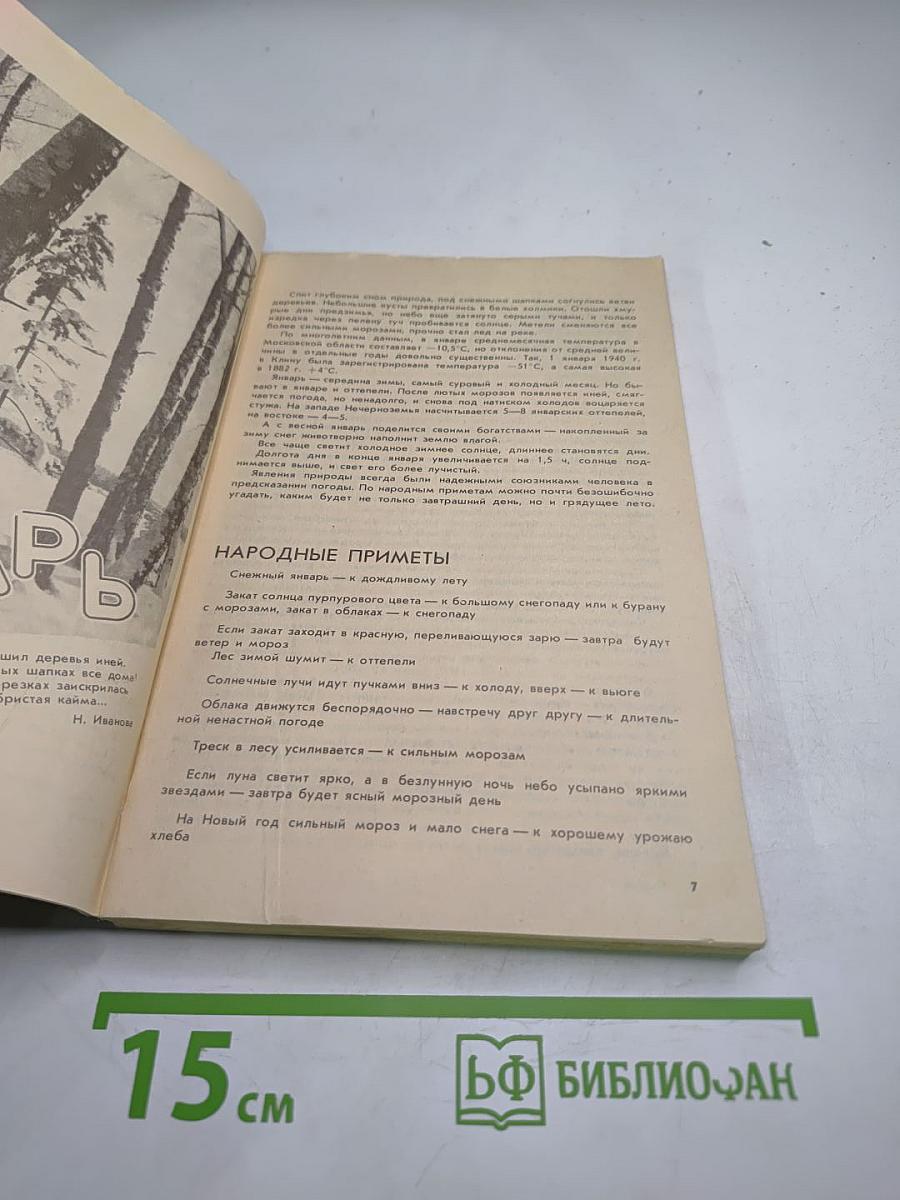 АРЬ
шил деревья иней.
ых шапках все дома!
резках заискрилась
бристая кайма...
Н. Иванова
Спит глубоким сном природа, под снежными шапками согнулись ветви
деревьев. Небольшие кусты превратились в белые холмики. Отошли хму-
рые дни предзимья, но небо еще затянуто серыми тучами, и только
изредка через пелену туч пробивается солнце. Метели сменяются все
более сильными морозами, прочно стал лед на реке.
По многолетним данным, в январе среднемесячная температура в
Московской области составляет —10,5°С, но отклонения от средней вели-
чины в отдельные годы довольно существенны. Так, 1 января 1940 г.
в Клину была зарегистрирована температура —51°С, а самая высокая
в 1882 г. +4°С.
Январь — середина зимы, самый суровый и холодный месяц. Но бы-
вают в январе и оттепели. После лютых морозов появляется иней, смяг-
чается погода, но ненадолго, и снова под натиском холодов воцаряется
стужа. На западе Нечерноземья насчитывается 5—8 январских оттепелей,
на востоке — 4—5.
А с весной январь поделится своими богатствами — накопленный за
зиму снег животворно наполнит землю влагой.
Все чаще светит холодное зимнее солнце, длиннее становятся дни.
Долгота дня в конце января увеличивается на 1,5 ч, солнце под-
нимается выше, и свет его более лучистый.
Явления природы всегда были надежными союзниками человека в
предсказании погоды. По народным приметам можно почти безошибочно
угадать, каким будет не только завтрашний день, но и грядущее лето.
НАРОДНЫЕ ПРИМЕТЫ
Снежный январь — к дождливому лету
Закат солнца пурпурового цвета — к большому снегопаду или к бурану
с морозами, закат в облаках — к снегопаду
Если закат заходит в красную, переливающуюся зарю — завтра будут
ветер и мороз
Лес зимой шумит — к оттепели
Солнечные лучи идут пучками вниз — к холоду, вверх — к вьюге
Облака движутся беспорядочно — навстречу друг другу — к длитель-
ной ненастной погоде
Треск в лесу усиливается — к сильным морозам
Если луна светит ярко, а в безлунную ночь небо усыпано яркими
звездами — завтра будет ясный морозный день
На Новый год сильный мороз и мало снега — к хорошему урожаю
хлеба
7
15 см
БФ БИБЛИОФАН